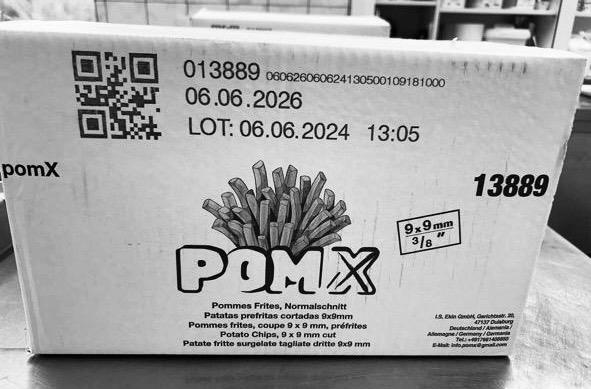 013889 060626060624130500109181000
06.06.2026
LOT: 06.06.2024 13:05
pomX
13889
9x9mm
3/8 "
POMX
Pommes Frites, Normalschnitt
Patatas prefritas cortadas 9x9mm
Pommes frites, coupe 9 x 9 mm, préfrites
Potato Chips, 9 x 9 mm cut
Patate fritte surgelate tagliate dritte 9x9 mm
I.S. Ekin GmbH, Gerichtsstr. 20,
47137 Duisburg
Deutschland / Alemania /
Allemagne / Germany / Germania
E-Mail: info.pomx@gmail.com